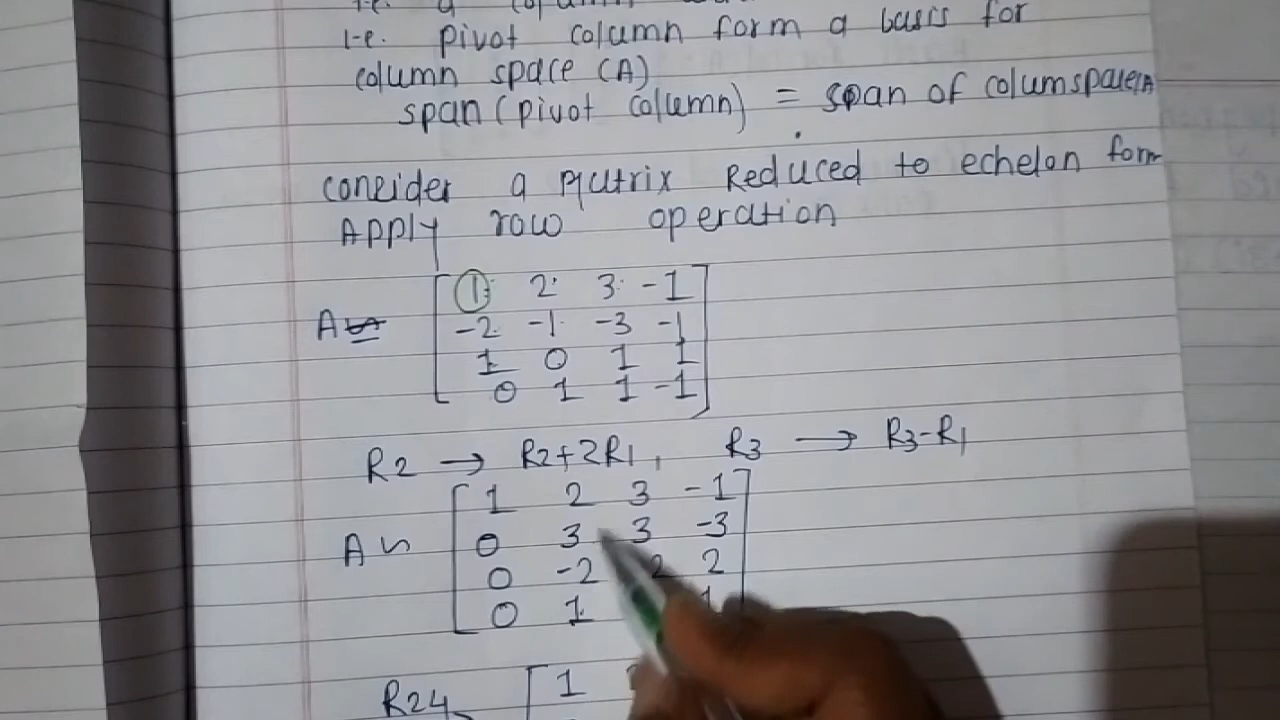 i.e. pivot column form a basis for
column space (A)
span (pivot column) = span of columspace(A
concider a Matrix Reduced to echelon form
Apply row operation
A [ 1 2 3 -1
-2 -1 -3 -1
1 0 1 1
0 1 1 -1 ]
R2 → R2+2R1, R3 → R3-R1
A ~ [ 1 2 3 -1
0 3 3 -3
0 -2 2 2
0 1 1 ]
R24 [ 1